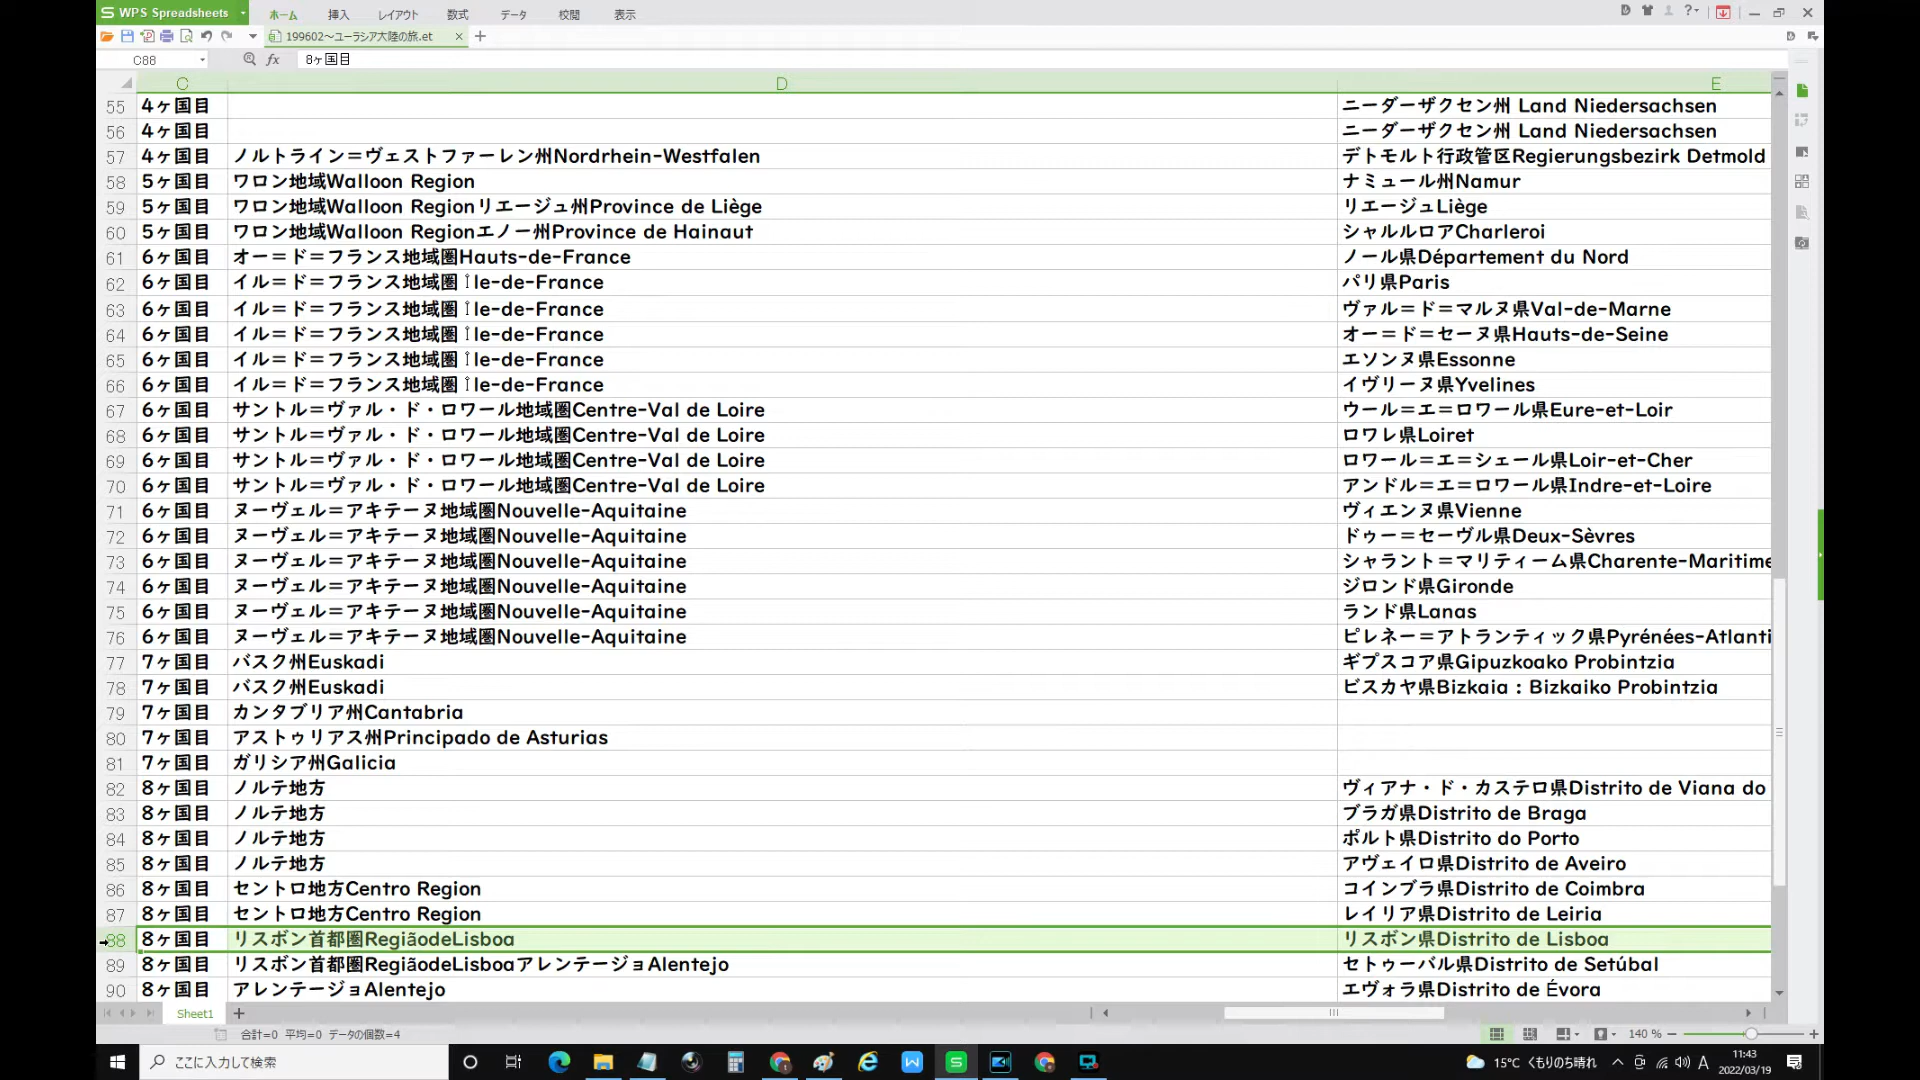 WPS Spreadsheets
ホーム 挿入 レイアウト 数式 データ 校閲 表示
199602～ユーラシア大陸の旅.et
C88 fx 8ヶ国目
C D E
55 4ヶ国目 ニーダーザクセン州 Land Niedersachsen
56 4ヶ国目 ニーダーザクセン州 Land Niedersachsen
57 4ヶ国目 ノルトライン＝ヴェストファーレン州Nordrhein-Westfalen デトモルト行政管区Regierungsbezirk Detmold
58 5ヶ国目 ワロン地域Walloon Region ナミュール州Namur
59 5ヶ国目 ワロン地域Walloon Regionリエージュ州Province de Liège リエージュLiège
60 5ヶ国目 ワロン地域Walloon Regionエノー州Province de Hainaut シャルルロアCharleroi
61 6ヶ国目 オー＝ド＝フランス地域圏Hauts-de-France ノール県Département du Nord
62 6ヶ国目 イル＝ド＝フランス地域圏 Île-de-France パリ県Paris
63 6ヶ国目 イル＝ド＝フランス地域圏 Île-de-France ヴァル＝ド＝マルヌ県Val-de-Marne
64 6ヶ国目 イル＝ド＝フランス地域圏 Île-de-France オー＝ド＝セーヌ県Hauts-de-Seine
65 6ヶ国目 イル＝ド＝フランス地域圏 Île-de-France エソンヌ県Essonne
66 6ヶ国目 イル＝ド＝フランス地域圏 Île-de-France イヴリーヌ県Yvelines
67 6ヶ国目 サントル＝ヴァル・ド・ロワール地域圏Centre-Val de Loire ウール＝エ＝ロワール県Eure-et-Loir
68 6ヶ国目 サントル＝ヴァル・ド・ロワール地域圏Centre-Val de Loire ロワレ県Loiret
69 6ヶ国目 サントル＝ヴァル・ド・ロワール地域圏Centre-Val de Loire ロワール＝エ＝シェール県Loir-et-Cher
70 6ヶ国目 サントル＝ヴァル・ド・ロワール地域圏Centre-Val de Loire アンドル＝エ＝ロワール県Indre-et-Loire
71 6ヶ国目 ヌーヴェル＝アキテーヌ地域圏Nouvelle-Aquitaine ヴィエンヌ県Vienne
72 6ヶ国目 ヌーヴェル＝アキテーヌ地域圏Nouvelle-Aquitaine ドゥー＝セーヴル県Deux-Sèvres
73 6ヶ国目 ヌーヴェル＝アキテーヌ地域圏Nouvelle-Aquitaine シャラント＝マリティーム県Charente-Maritime
74 6ヶ国目 ヌーヴェル＝アキテーヌ地域圏Nouvelle-Aquitaine ジロンド県Gironde
75 6ヶ国目 ヌーヴェル＝アキテーヌ地域圏Nouvelle-Aquitaine ランド県Lanas
76 6ヶ国目 ヌーヴェル＝アキテーヌ地域圏Nouvelle-Aquitaine ピレネー＝アトランティック県Pyrénées-Atlanti
77 7ヶ国目 バスク州Euskadi ギプスコア県Gipuzkoako Probintzia
78 7ヶ国目 バスク州Euskadi ビスカヤ県Bizkaia : Bizkaiko Probintzia
79 7ヶ国目 カンタブリア州Cantabria
80 7ヶ国目 アストゥリアス州Principado de Asturias
81 7ヶ国目 ガリシア州Galicia
82 8ヶ国目 ノルテ地方 ヴィアナ・ド・カステロ県Distrito de Viana do
83 8ヶ国目 ノルテ地方 ブラガ県Distrito de Braga
84 8ヶ国目 ノルテ地方 ポルト県Distrito do Porto
85 8ヶ国目 ノルテ地方 アヴェイロ県Distrito de Aveiro
86 8ヶ国目 セントロ地方Centro Region コインブラ県Distrito de Coimbra
87 8ヶ国目 セントロ地方Centro Region レイリア県Distrito de Leiria
88 8ヶ国目 リスボン首都圏RegiãodeLisboa リスボン県Distrito de Lisboa
89 8ヶ国目 リスボン首都圏RegiãodeLisboaアレンテージョAlentejo セトゥーバル県Distrito de Setúbal
90 8ヶ国目 アレンテージョAlentejo エヴォラ県Distrito de Évora
Sheet1
合計=0 平均=0 データの個数=4 140 %
ここに入力して検索 15°C くもりのち晴れ A 11:43
2022/03/19